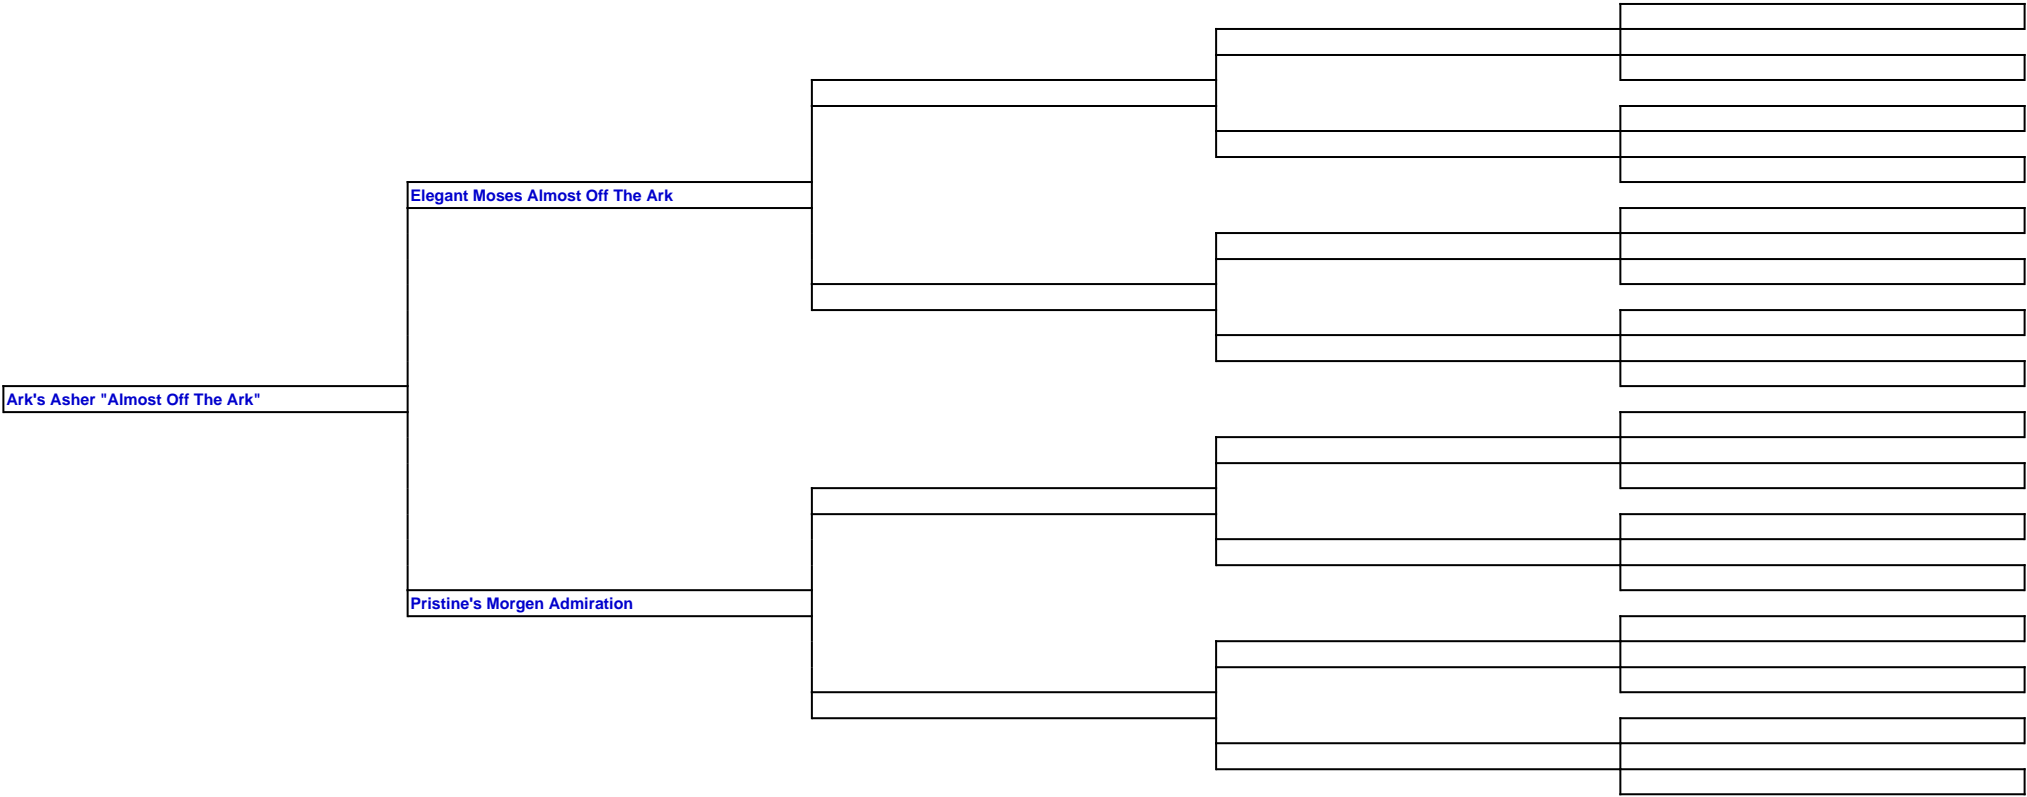 Elegant Moses Almost Off The Ark
Ark's Asher "Almost Off The Ark"
Pristine's Morgen Admiration